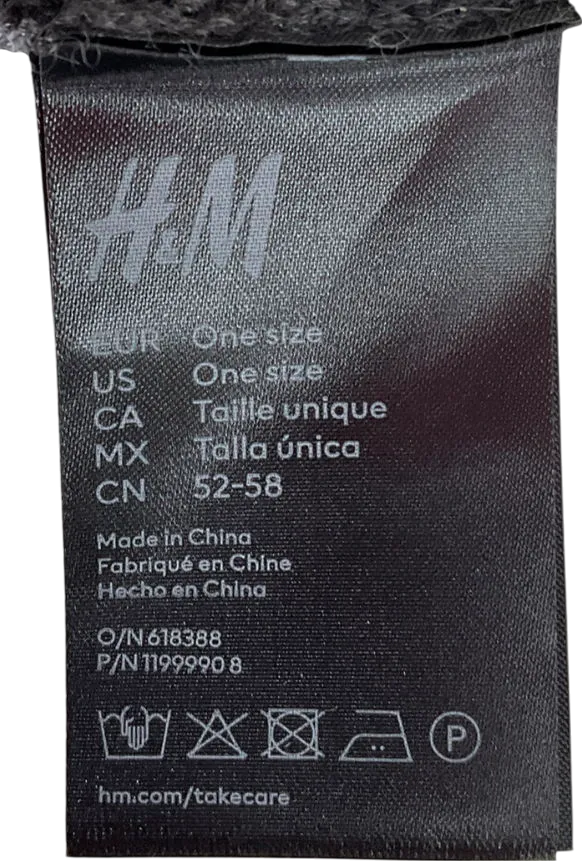 H&M
EUR One size
US One size
CA Taille unique
MX Talla única
CN 52-58
Made in China
Fabriqué en Chine
Hecho en China
O/N 618388
P/N 1199990 8
P
hm.com/takecare